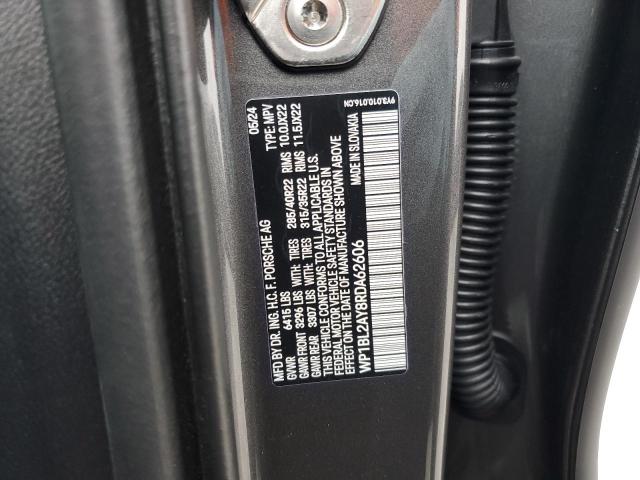 MFD BY DR. ING. H.C. F. PORSCHE AG 05/24
GVWR 6415 LBS TYPE: MPV
GAWR FRONT 3296 LBS WITH: TIRES 285/40R22 RIMS 10.0JX22
GAWR REAR 3307 LBS WITH: TIRES 315/35R22 RIMS 11.5JX22
THIS VEHICLE CONFORMS TO ALL APPLICABLE U.S.
FEDERAL MOTOR VEHICLE SAFETY STANDARDS IN
EFFECT ON THE DATE OF MANUFACTURE SHOWN ABOVE
WP1BL2AY8RDA62606 MADE IN SLOVAKIA
9Y3.010.016.CN